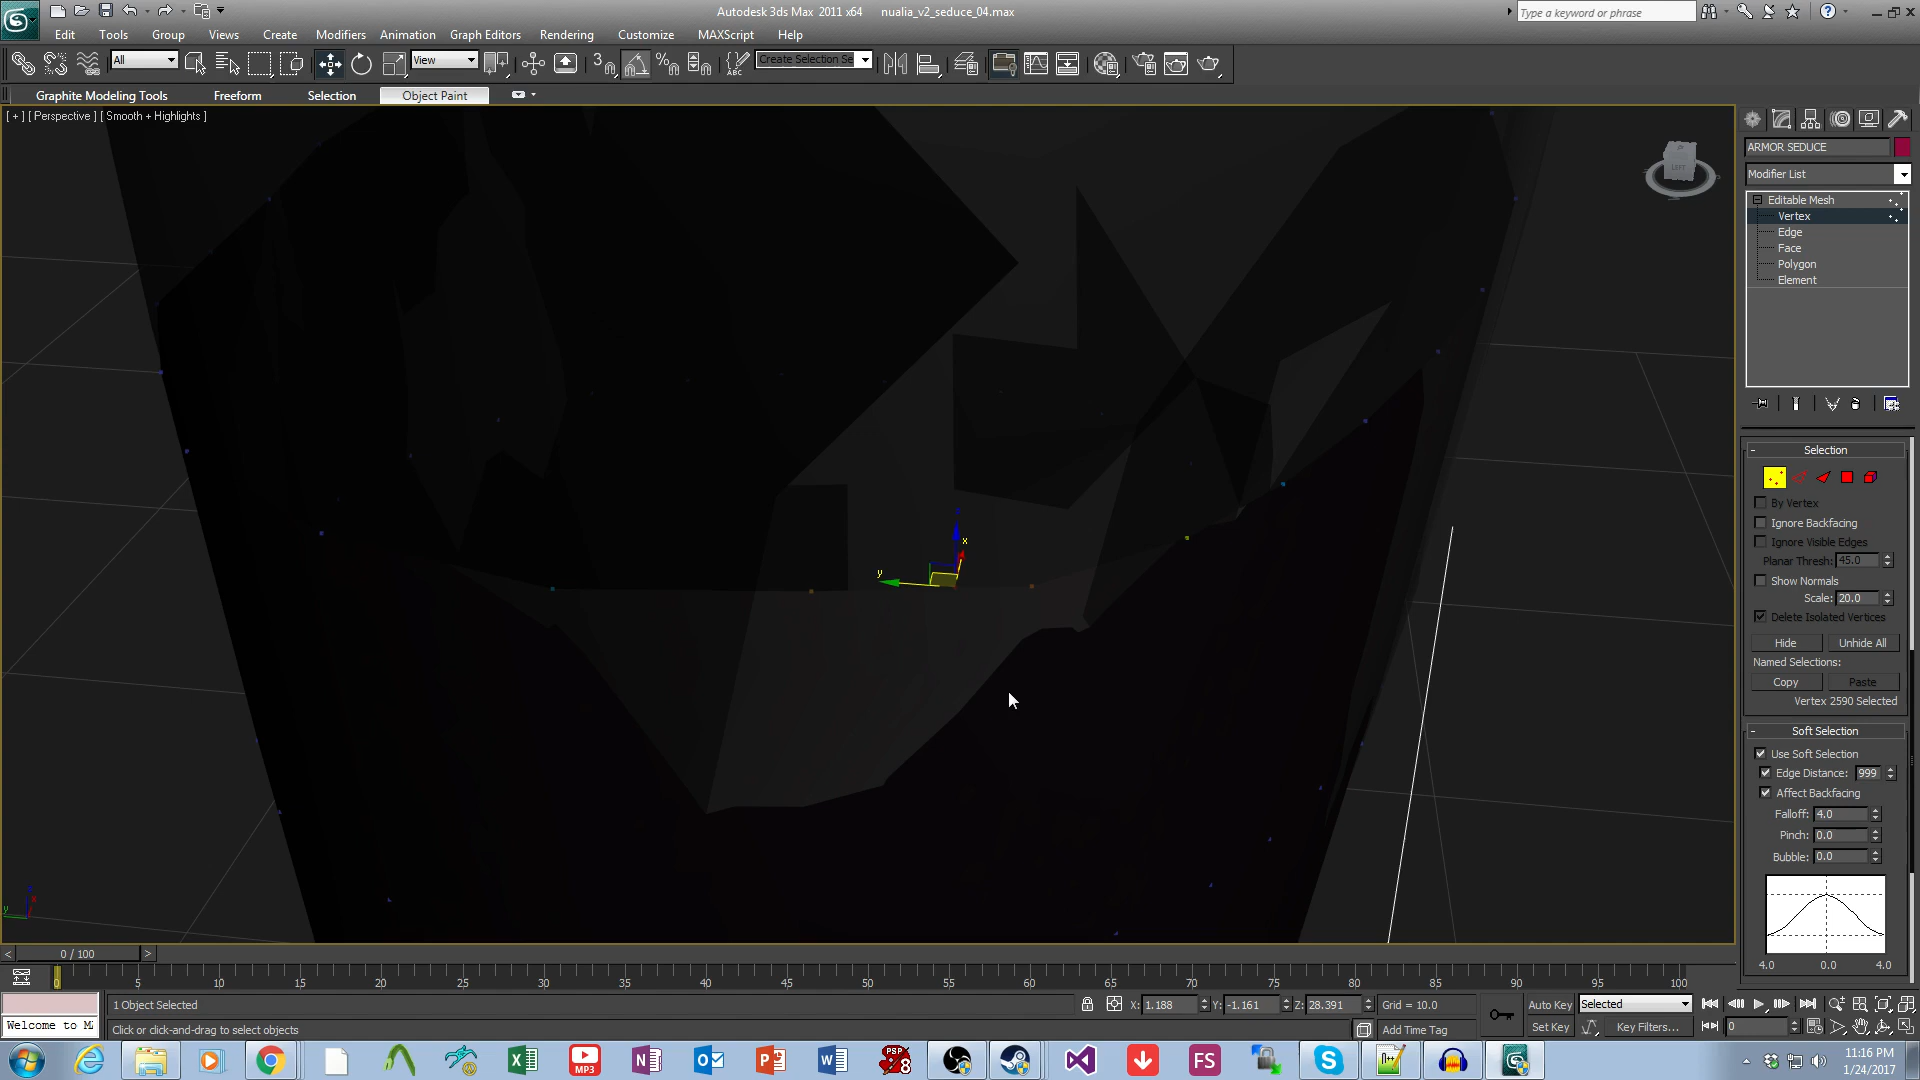 Autodesk 3ds Max 2011 x64 nualia_v2_seduce_04.max
Type a keyword or phrase
Edit Tools Group Views Create Modifiers Animation Graph Editors Rendering Customize MAXScript Help
All View Create Selection Se
Graphite Modeling Tools Freeform Selection Object Paint
[ + ] [ Perspective ] [ Smooth + Highlights ]
LEFT
x
y
ARMOR SEDUCE
Modifier List
Editable Mesh
Vertex
Edge
Face
Polygon
Element
Selection
By Vertex
Ignore Backfacing
Ignore Visible Edges
Planar Thresh: 45.0
Show Normals
Scale: 20.0
Delete Isolated Vertices
Hide Unhide All
Named Selections:
Copy Paste
Vertex 2590 Selected
Soft Selection
Use Soft Selection
Edge Distance: 999
Affect Backfacing
Falloff: 4.0
Pinch: 0.0
Bubble: 0.0
4.0 0.0 4.0
< 0 / 100 >
0 5 10 15 20 25 30 35 40 45 50 55 60 65 70 75 80 85 90 95 100
1 Object Selected X: 1.188 Y: -1.161 Z: 28.391 Grid = 10.0 Auto Key Selected
Welcome to M Click or click-and-drag to select objects Add Time Tag Set Key Key Filters... 0
MP3 PSP 8 FS
11:16 PM
1/24/2017